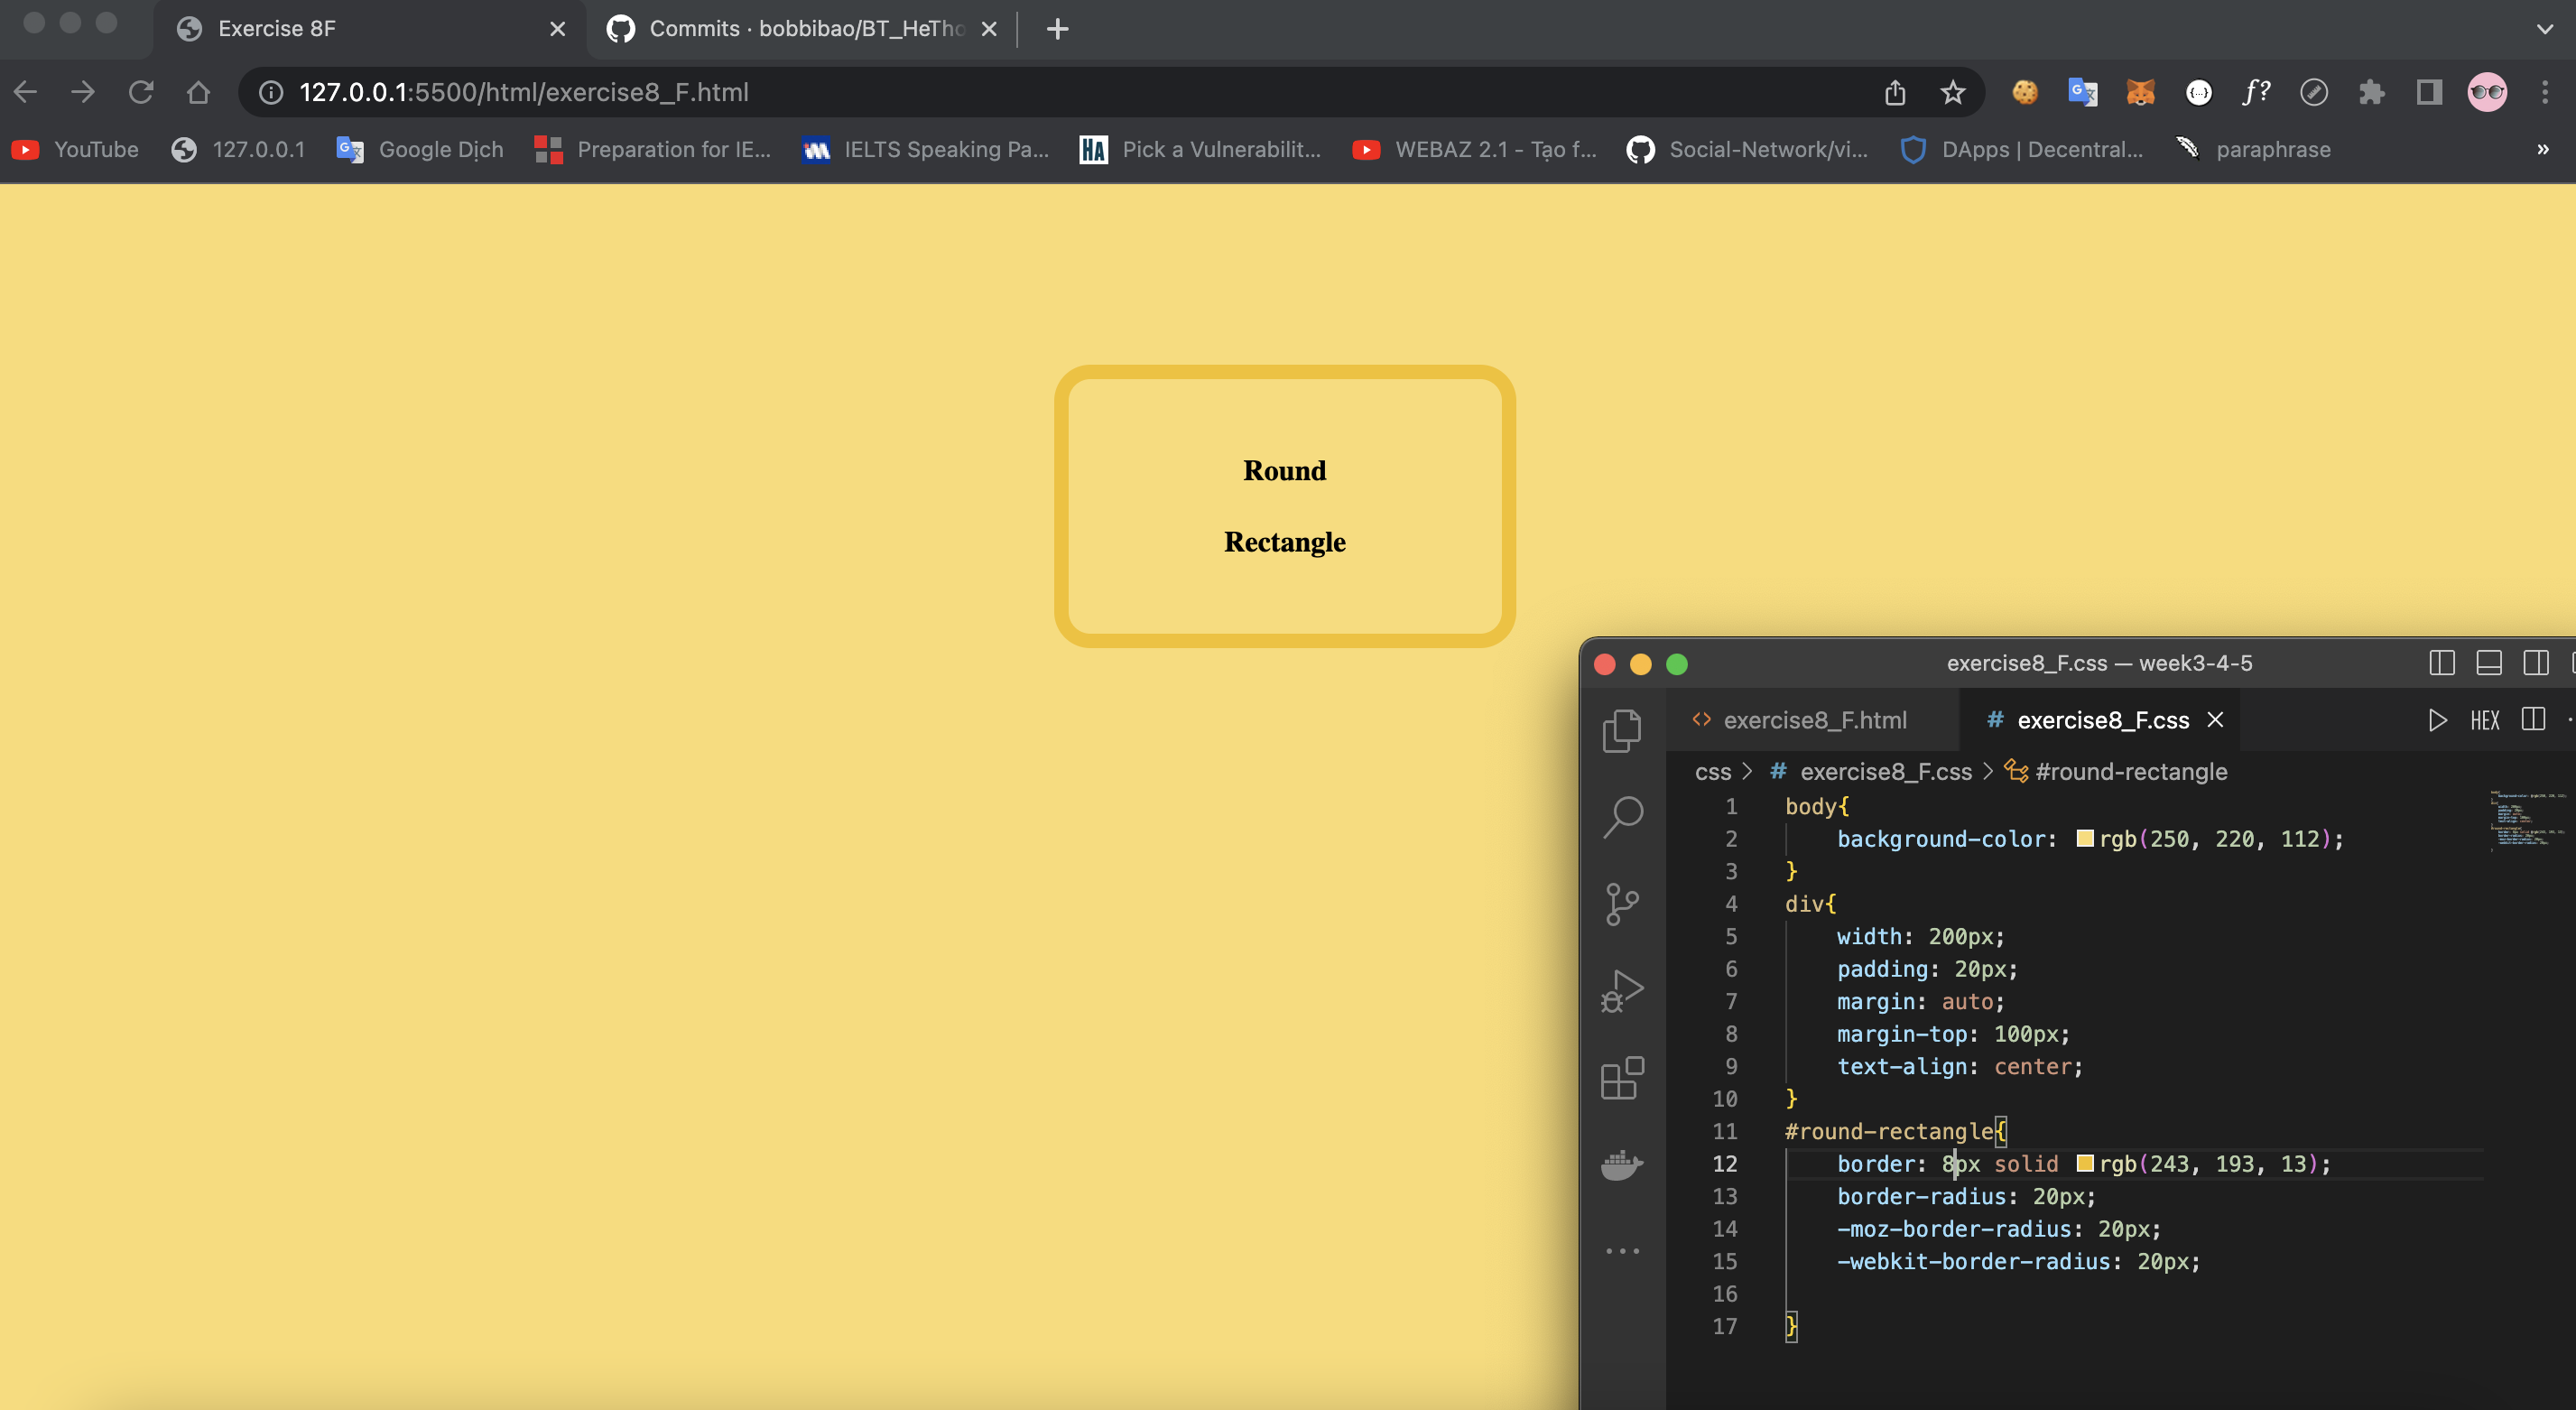 Exercise 8F
Commits · bobbibao/BT_HeTho
127.0.0.1:5500/html/exercise8_F.html
YouTube
127.0.0.1
Google Dịch
Preparation for IE...
IELTS Speaking Pa...
HA
Pick a Vulnerabilit...
WEBAZ 2.1 - Tạo f...
Social-Network/vi...
DApps | Decentral...
paraphrase
»
Round
Rectangle
exercise8_F.css — week3-4-5
exercise8_F.html
# exercise8_F.css
HEX
css > # exercise8_F.css > #round-rectangle
1 body{
2 background-color: rgb(250, 220, 112);
3 }
4 div{
5 width: 200px;
6 padding: 20px;
7 margin: auto;
8 margin-top: 100px;
9 text-align: center;
10 }
11 #round-rectangle{
12 border: 8px solid rgb(243, 193, 13);
13 border-radius: 20px;
14 -moz-border-radius: 20px;
15 -webkit-border-radius: 20px;
16
17 }